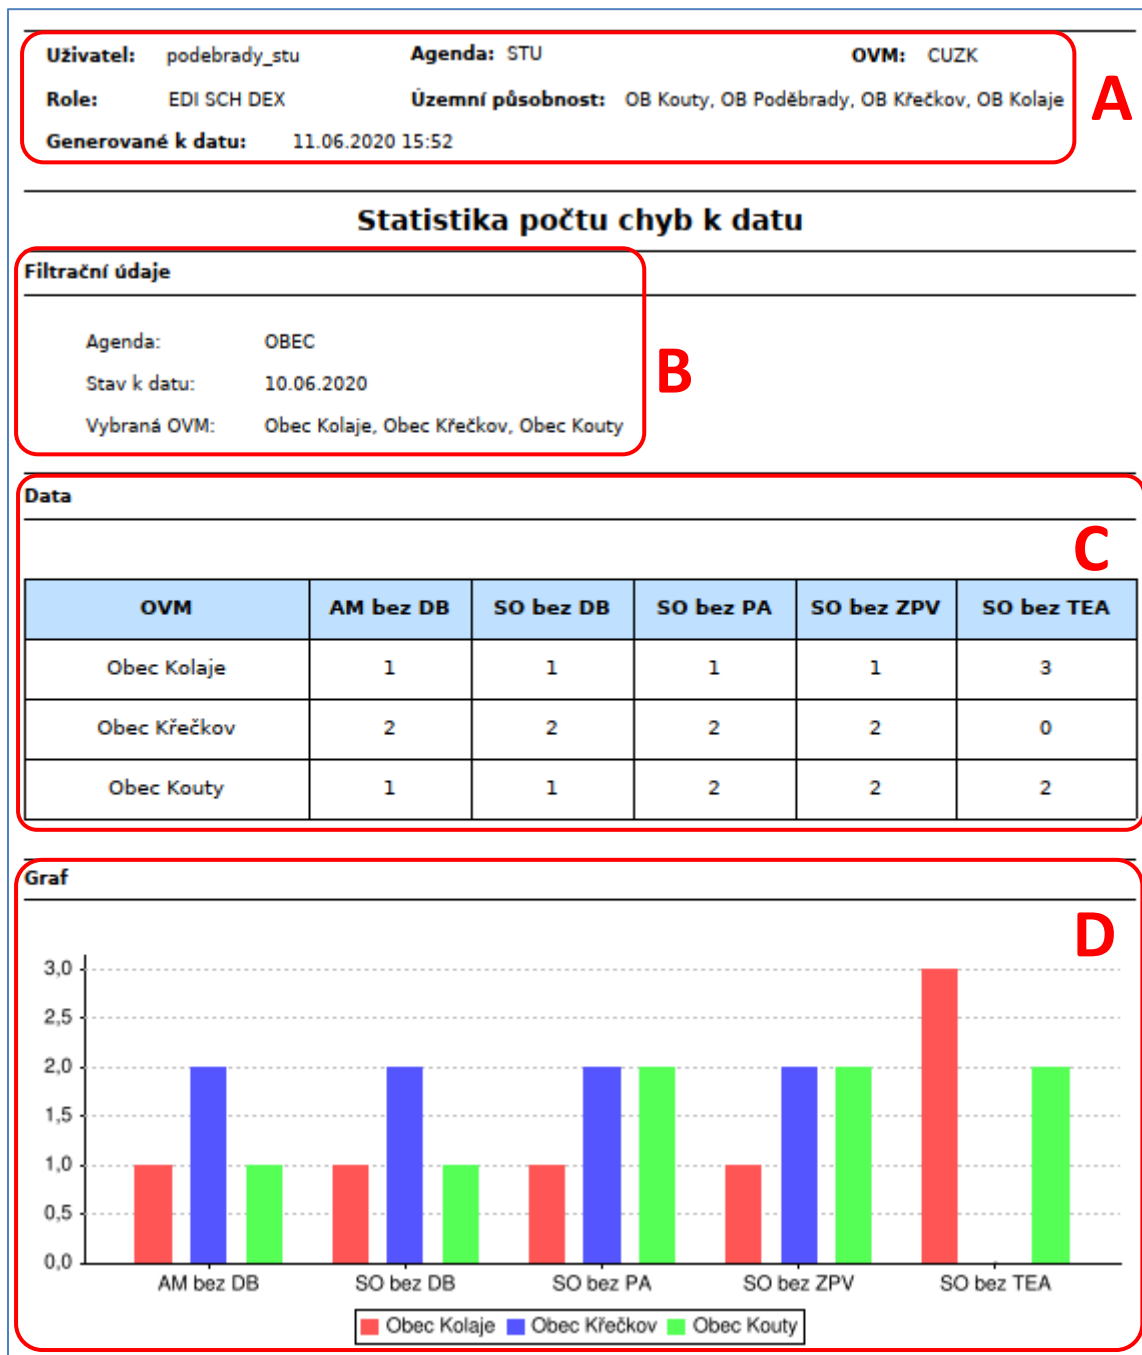 Uživatel: podebrady_stu Agenda: STU OVM: CUZK
Role: EDI SCH DEX Územní působnost: OB Kouty, OB Poděbrady, OB Křečkov, OB Kolaje
A
Generované k datu: 11.06.2020 15:52
Statistika počtu chyb k datu
Filtrační údaje
Agenda: OBEC
Stav k datu: 10.06.2020
B
Vybraná OVM: Obec Kolaje, Obec Křečkov, Obec Kouty
Data
C
OVM AM bez DB SO bez DB SO bez PA SO bez ZPV SO bez TEA
Obec Kolaje 1 1 1 1 3
Obec Křečkov 2 2 2 2 0
Obec Kouty 1 1 2 2 2
Graf
D
3,0
2,5
2,0
1,5
1,0
0,5
0,0
AM bez DB SO bez DB SO bez PA SO bez ZPV SO bez TEA
Obec Kolaje Obec Křečkov Obec Kouty